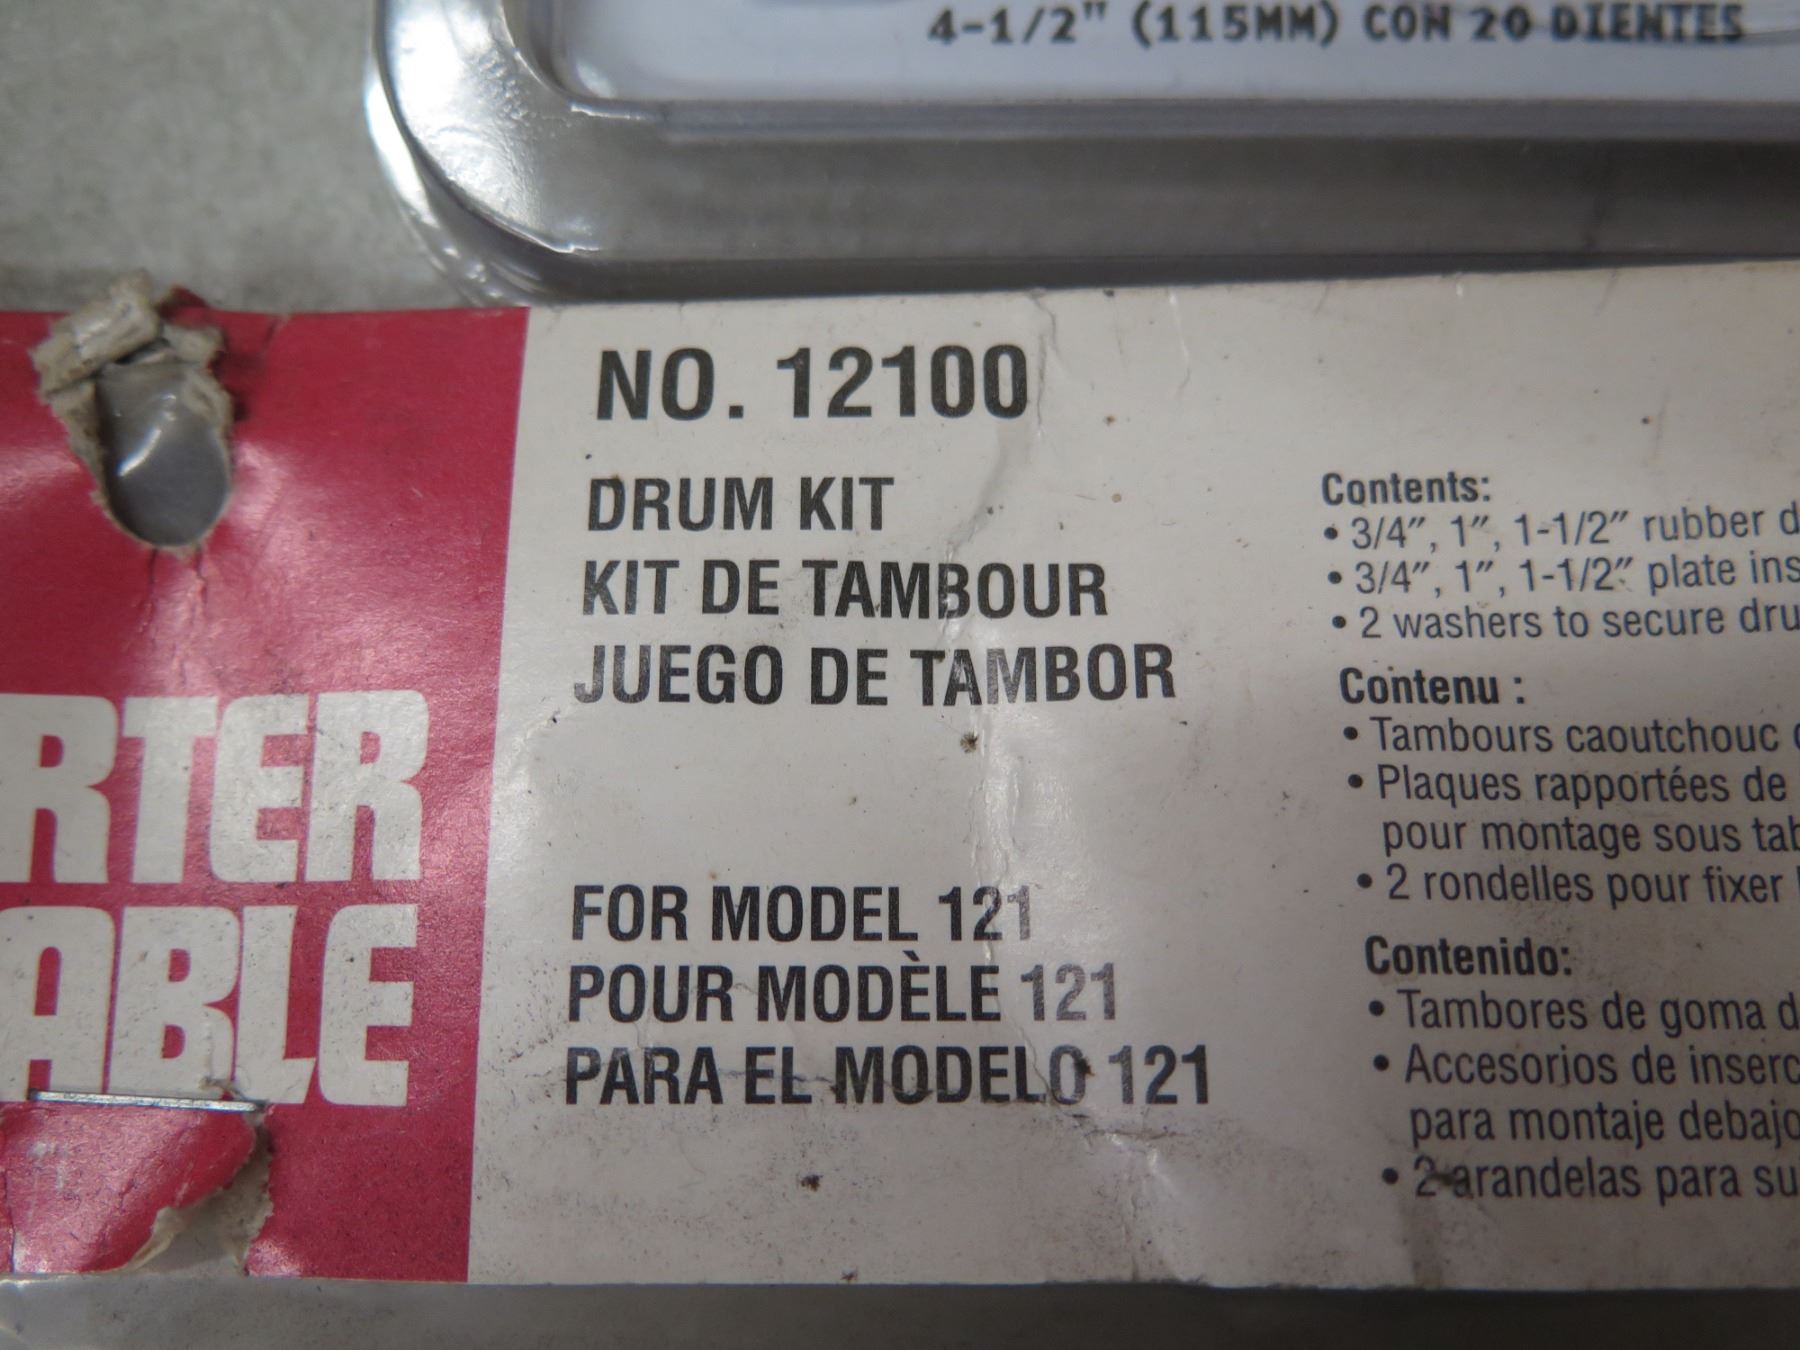 4-1/2" (115MM) CON 20 DIENTES
NO. 12100
DRUM KIT
KIT DE TAMBOUR
JUEGO DE TAMBOR
FOR MODEL 121
POUR MODÈLE 121
PARA EL MODELO 121
RTER
ABLE
Contents:
• 3/4", 1", 1-1/2" rubber d
• 3/4", 1", 1-1/2" plate ins
• 2 washers to secure dru
Contenu :
• Tambours caoutchouc
• Plaques rapportées de
pour montage sous tab
• 2 rondelles pour fixer
Contenido:
• Tambores de goma d
• Accesorios de inserc
para montaje debajo
• 2 arandelas para su